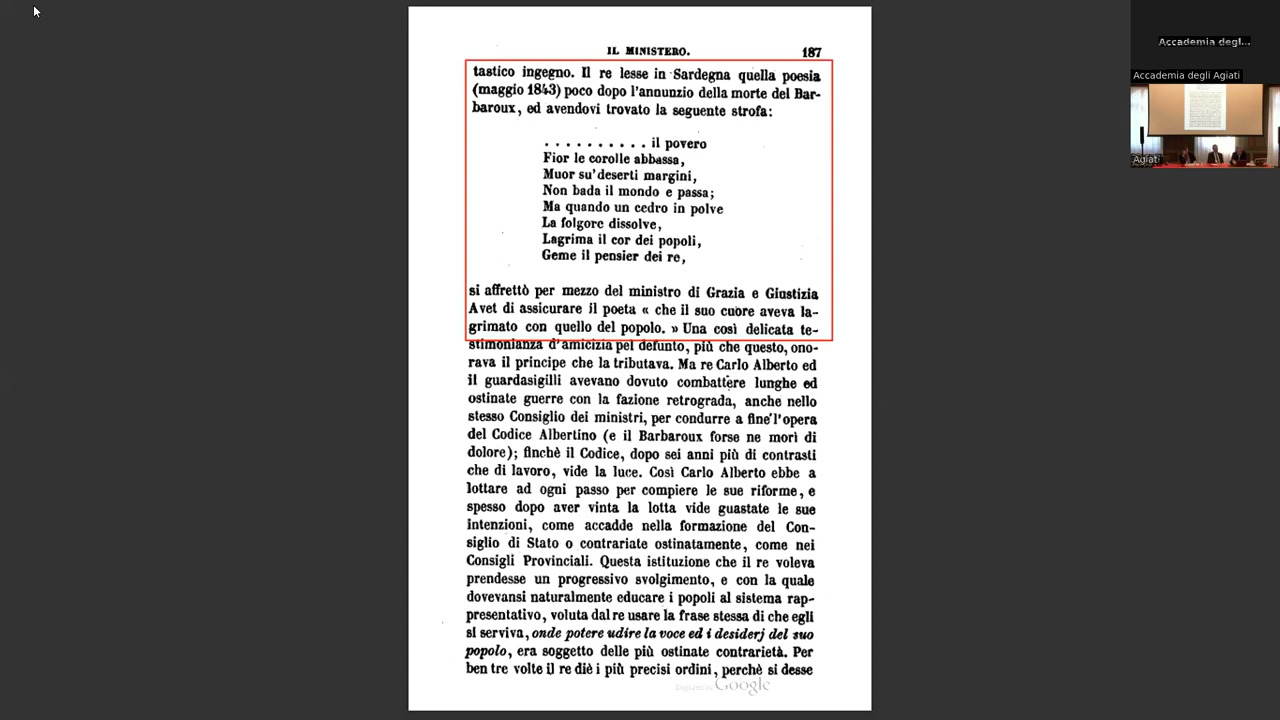 IL MINISTERO. 187
tastico ingegno. Il re lesse in Sardegna quella poesia
(maggio 1843) poco dopo l'annunzio della morte del Bar-
baroux, ed avendovi trovato la seguente strofa:
. . . . . . . . . . il povero
Fior le corolle abbassa,
Muor su'deserti margini,
Non bada il mondo e passa;
Ma quando un cedro in polve
La folgore dissolve,
Lagrima il cor dei popoli,
Geme il pensier dei re,
si affrettò per mezzo del ministro di Grazia e Giustizia
Avet di assicurare il poeta « che il suo cuore aveva la-
grimato con quello del popolo. » Una così delicata te-
stimonianza d'amicizia pel defunto, più che questo, ono-
rava il principe che la tributava. Ma re Carlo Alberto ed
il guardasigilli avevano dovuto combattere lunghe ed
ostinate guerre con la fazione retrograda, anche nello
stesso Consiglio dei ministri, per condurre a fine l'opera
del Codice Albertino (e il Barbaroux forse ne morì di
dolore); finchè il Codice, dopo sei anni più di contrasti
che di lavoro, vide la luce. Così Carlo Alberto ebbe a
lottare ad ogni passo per compiere le sue riforme, e
spesso dopo aver vinta la lotta vide guastate le sue
intenzioni, come accadde nella formazione del Con-
siglio di Stato o contrariate ostinatamente, come nei
Consigli Provinciali. Questa istituzione che il re voleva
prendesse un progressivo svolgimento, e con la quale
dovevansi naturalmente educare i popoli al sistema rap-
presentativo, voluta dal re usare la frase stessa di che egli
si serviva, onde potere udire la voce ed i desiderj del suo
popolo, era soggetto delle più ostinate contrarietà. Per
ben tre volte il re diè i più precisi ordini, perchè si desse
Digitized by Google
Accademia degl...
Accademia degli Agiati
Agiati